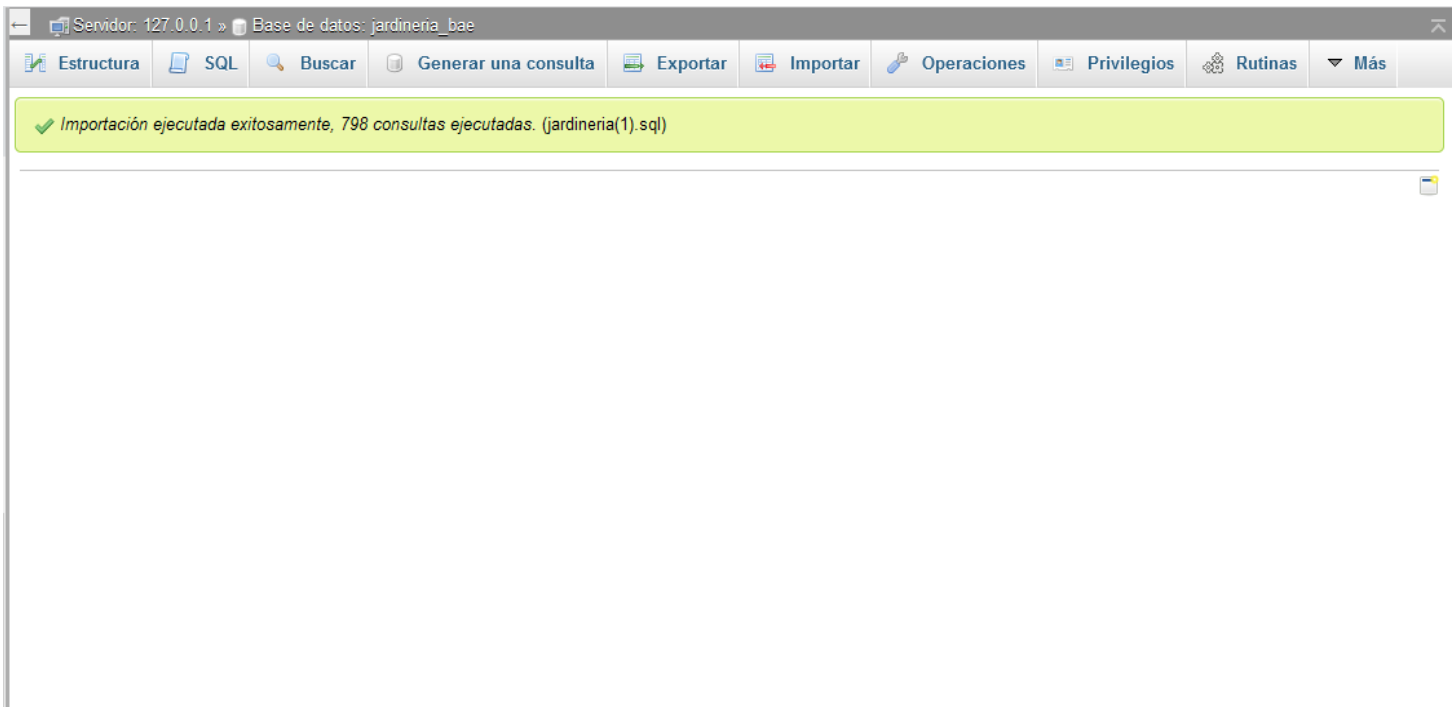 Servidor: 127.0.0.1 » Base de datos: jardineria_bae
Estructura SQL Buscar Generar una consulta Exportar Importar Operaciones Privilegios Rutinas Más
Importación ejecutada exitosamente, 798 consultas ejecutadas. (jardineria(1).sql)